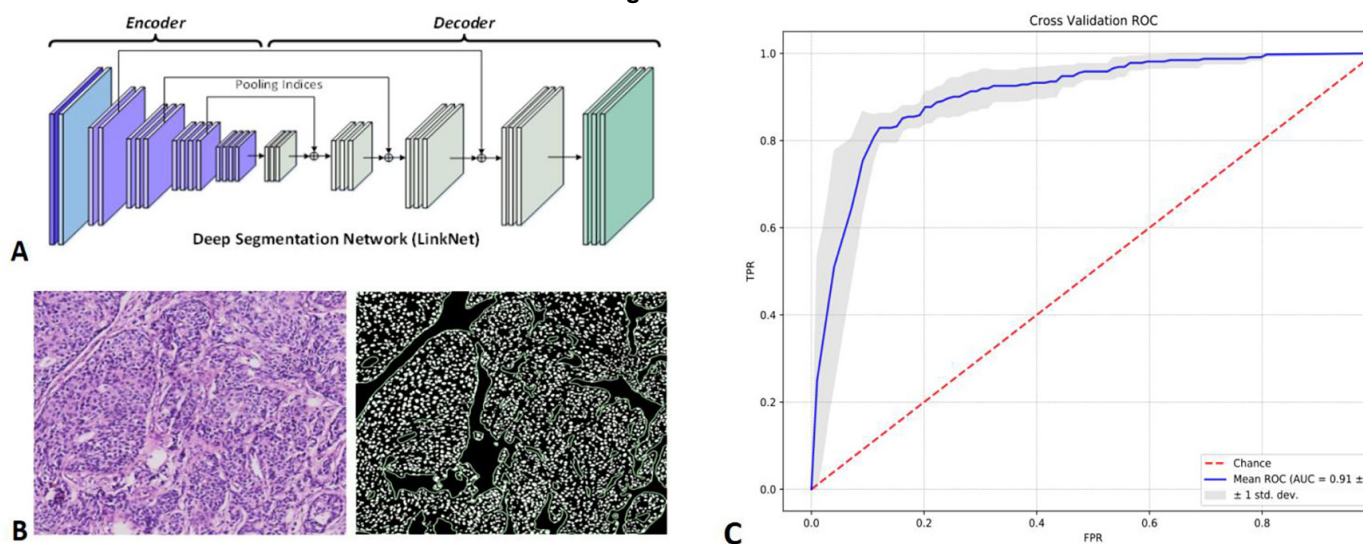 Encoder
Decoder
Pooling Indices
Deep Segmentation Network (LinkNet)
A
B
Cross Validation ROC
1.0
0.8
0.6
0.4
0.2
0.0
TPR
0.0 0.2 0.4 0.6 0.8
FPR
Chance
Mean ROC (AUC = 0.91 ±
± 1 std. dev.
C